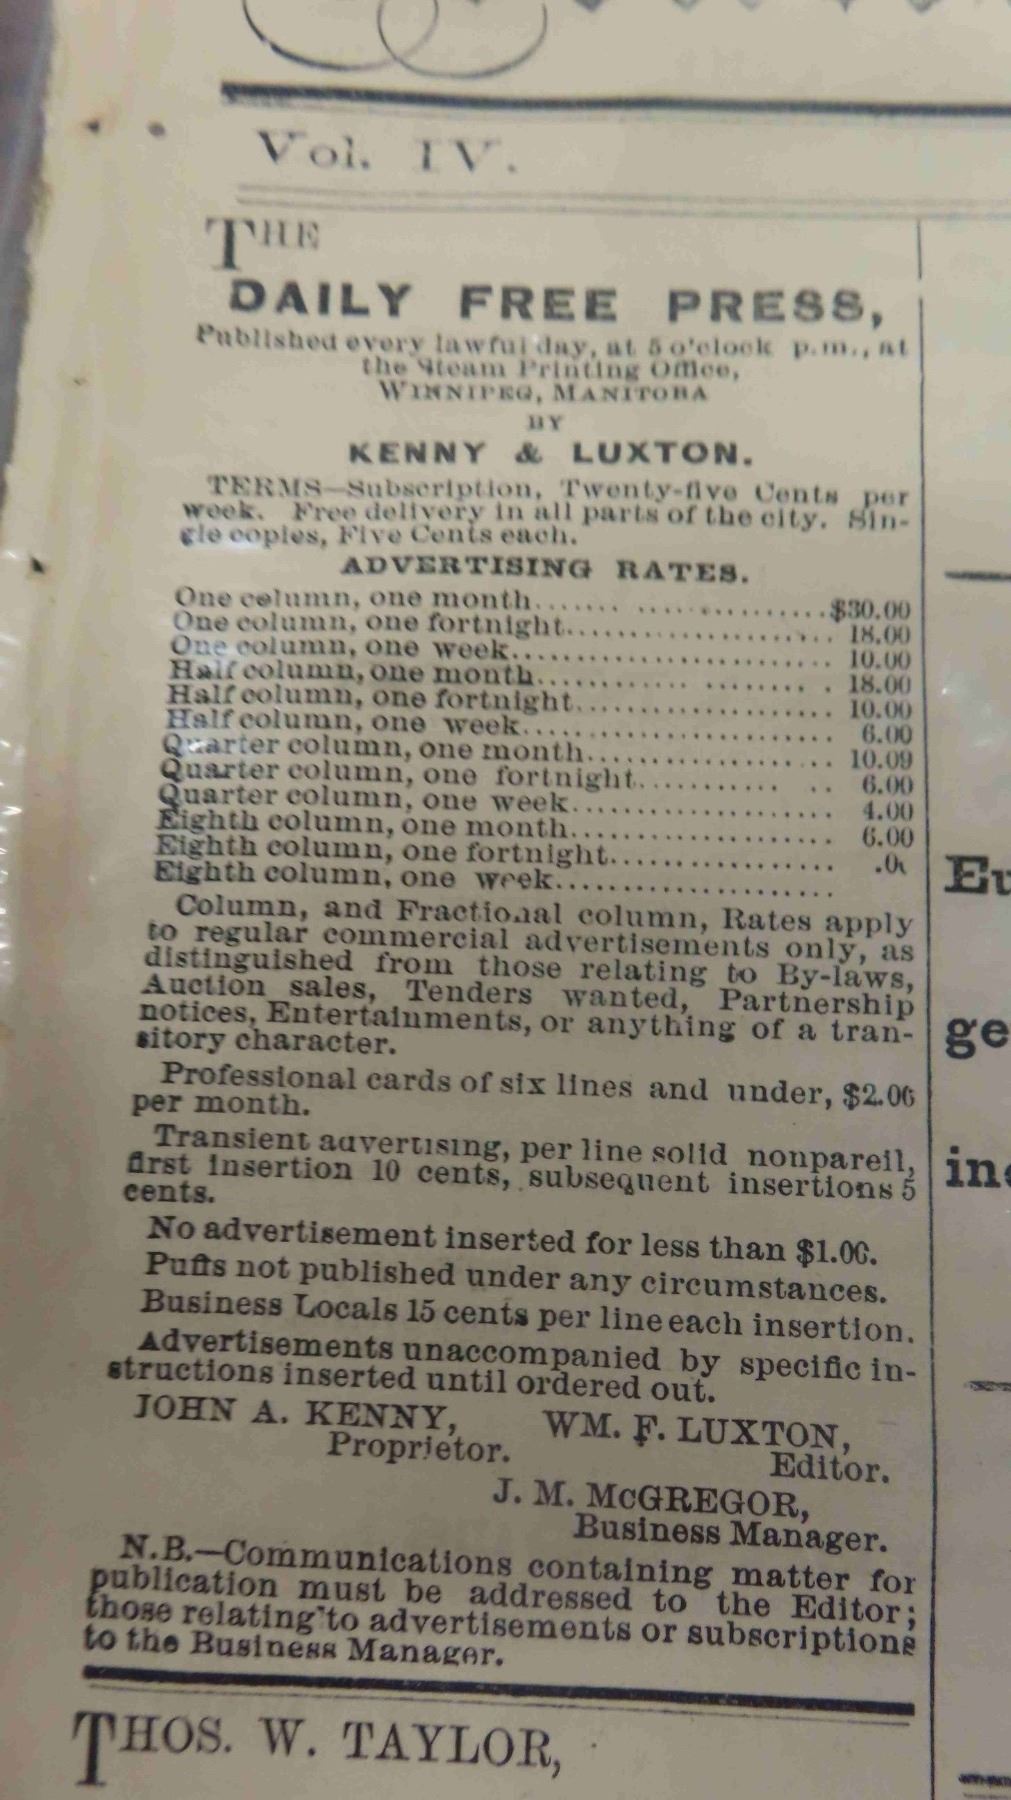 Vol. IV.
THE
DAILY FREE PRESS,
Published every lawful day, at 5 o'clock p.m., at
the Steam Printing Office,
WINNIPEG, MANITOBA
BY
KENNY & LUXTON.
TERMS—Subscription, Twenty-five Cents per
week. Free delivery in all parts of the city. Sin-
gle copies, Five Cents each.
ADVERTISING RATES.
One column, one month.......... $30.00
One column, one fortnight.......... 18.00
One column, one week.......... 10.00
Half column, one month.......... 18.00
Half column, one fortnight.......... 10.00
Half column, one week.......... 6.00
Quarter column, one month.......... 10.09
Quarter column, one fortnight.......... 6.00
Quarter column, one week.......... 4.00
Eighth column, one month.......... 6.00
Eighth column, one fortnight..........
Eighth column, one week..........
Column, and Fractional column, Rates apply
to regular commercial advertisements only, as
distinguished from those relating to By-laws,
Auction sales, Tenders wanted, Partnership
notices, Entertainments, or anything of a tran-
sitory character.
Professional cards of six lines and under, $2.00
per month.
Transient advertising, per line solid nonpareil,
first insertion 10 cents, subsequent insertions 5
cents.
No advertisement inserted for less than $1.00.
Puffs not published under any circumstances.
Business Locals 15 cents per line each insertion.
Advertisements unaccompanied by specific in-
structions inserted until ordered out.
JOHN A. KENNY, WM. F. LUXTON,
Proprietor. Editor.
J. M. McGREGOR,
Business Manager.
N.B.—Communications containing matter for
publication must be addressed to the Editor;
those relating to advertisements or subscriptions
to the Business Manager.
THOS. W. TAYLOR,